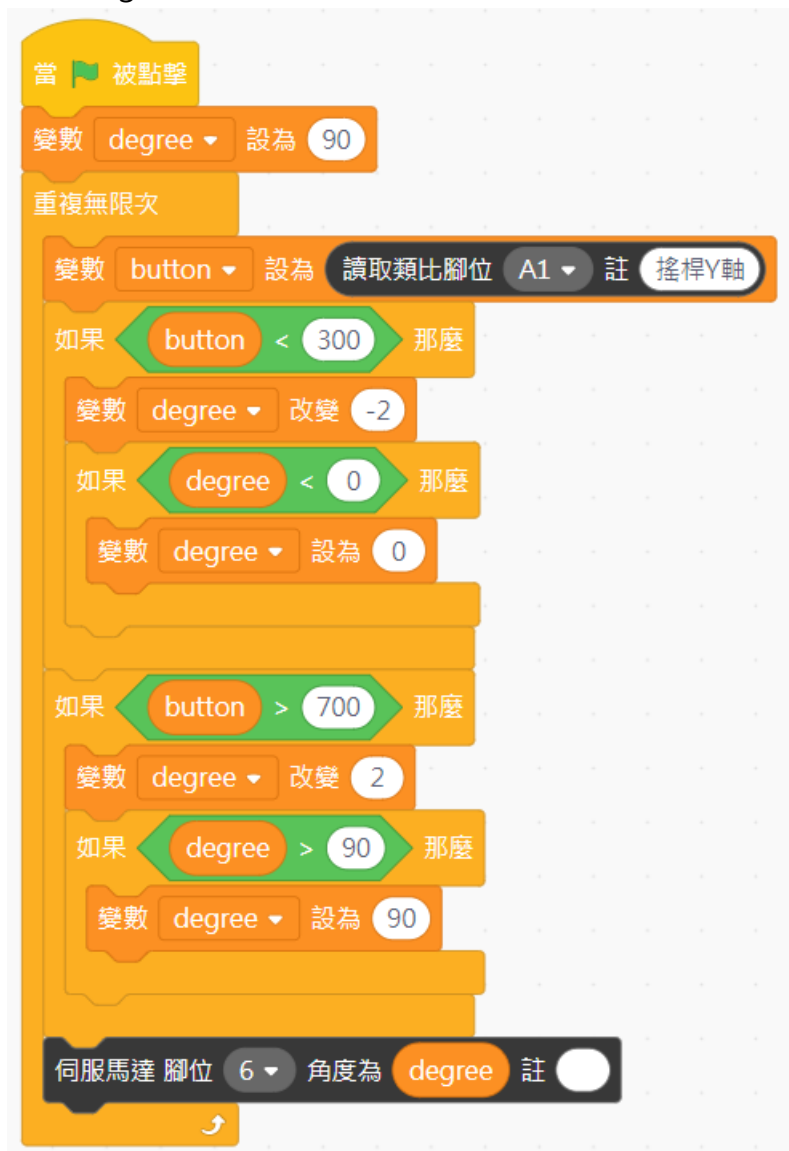 當 被點擊
變數 degree 設為 90
重複無限次
變數 button 設為 讀取類比腳位 A1 註 搖桿Y軸
如果 button < 300 那麼
變數 degree 改變 -2
如果 degree < 0 那麼
變數 degree 設為 0
如果 button > 700 那麼
變數 degree 改變 2
如果 degree > 90 那麼
變數 degree 設為 90
伺服馬達 腳位 6 角度為 degree 註